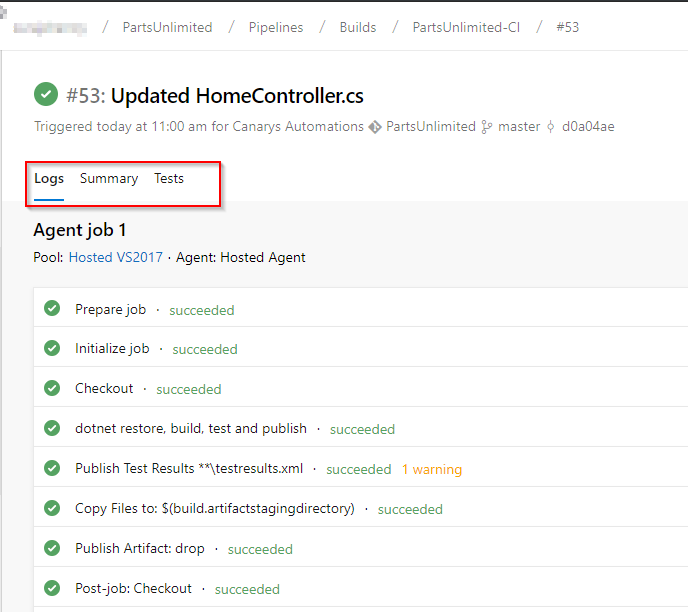 / PartsUnlimited / Pipelines / Builds / PartsUnlimited-CI / #53
#53: Updated HomeController.cs
Triggered today at 11:00 am for Canarys Automations PartsUnlimited master d0a04ae
Logs Summary Tests
Agent job 1
Pool: Hosted VS2017 · Agent: Hosted Agent
Prepare job · succeeded
Initialize job · succeeded
Checkout · succeeded
dotnet restore, build, test and publish · succeeded
Publish Test Results **\testresults.xml · succeeded 1 warning
Copy Files to: $(build.artifactstagingdirectory) · succeeded
Publish Artifact: drop · succeeded
Post-job: Checkout · succeeded